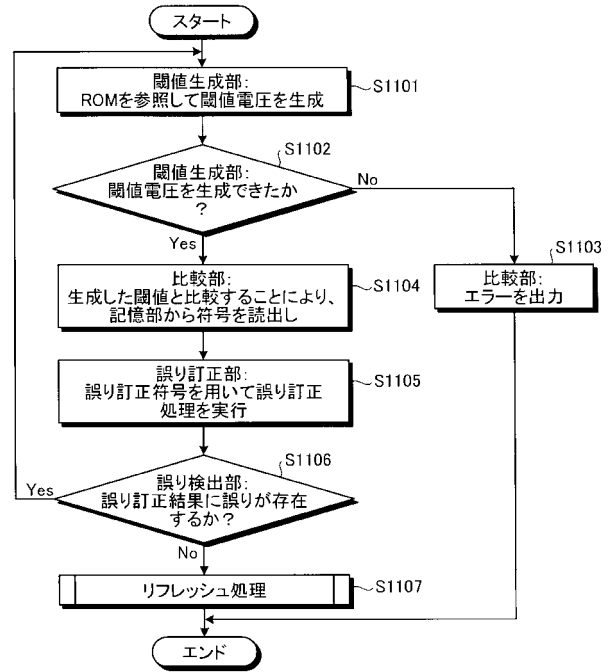 スタート
閾値生成部:
ROMを参照して閾値電圧を生成
S1101
閾値生成部:
閾値電圧を生成できたか
?
S1102
No
Yes
比較部:
エラーを出力
S1103
比較部:
生成した閾値と比較することにより、
記憶部から符号を読出し
S1104
誤り訂正部:
誤り訂正符号を用いて誤り訂正
処理を実行
S1105
誤り検出部:
誤り訂正結果に誤りが存在
するか?
S1106
Yes
No
リフレッシュ処理
S1107
エンド